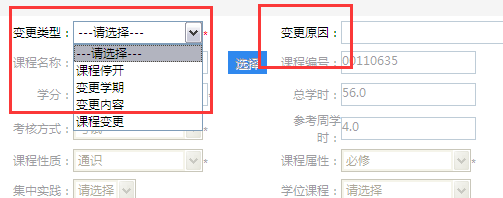 变更类型： ---请选择--- * 变更原因：
---请选择---
课程名称： 选择 课程编号： 00110635
课程停开
变更学期
学分： * 总学时： 56.0
变更内容
课程变更
考核方式： * 参考周学时： 4.0
课程性质： 通识 * 课程属性： 必修 *
集中实践： 请选择 学位课程： 请选择